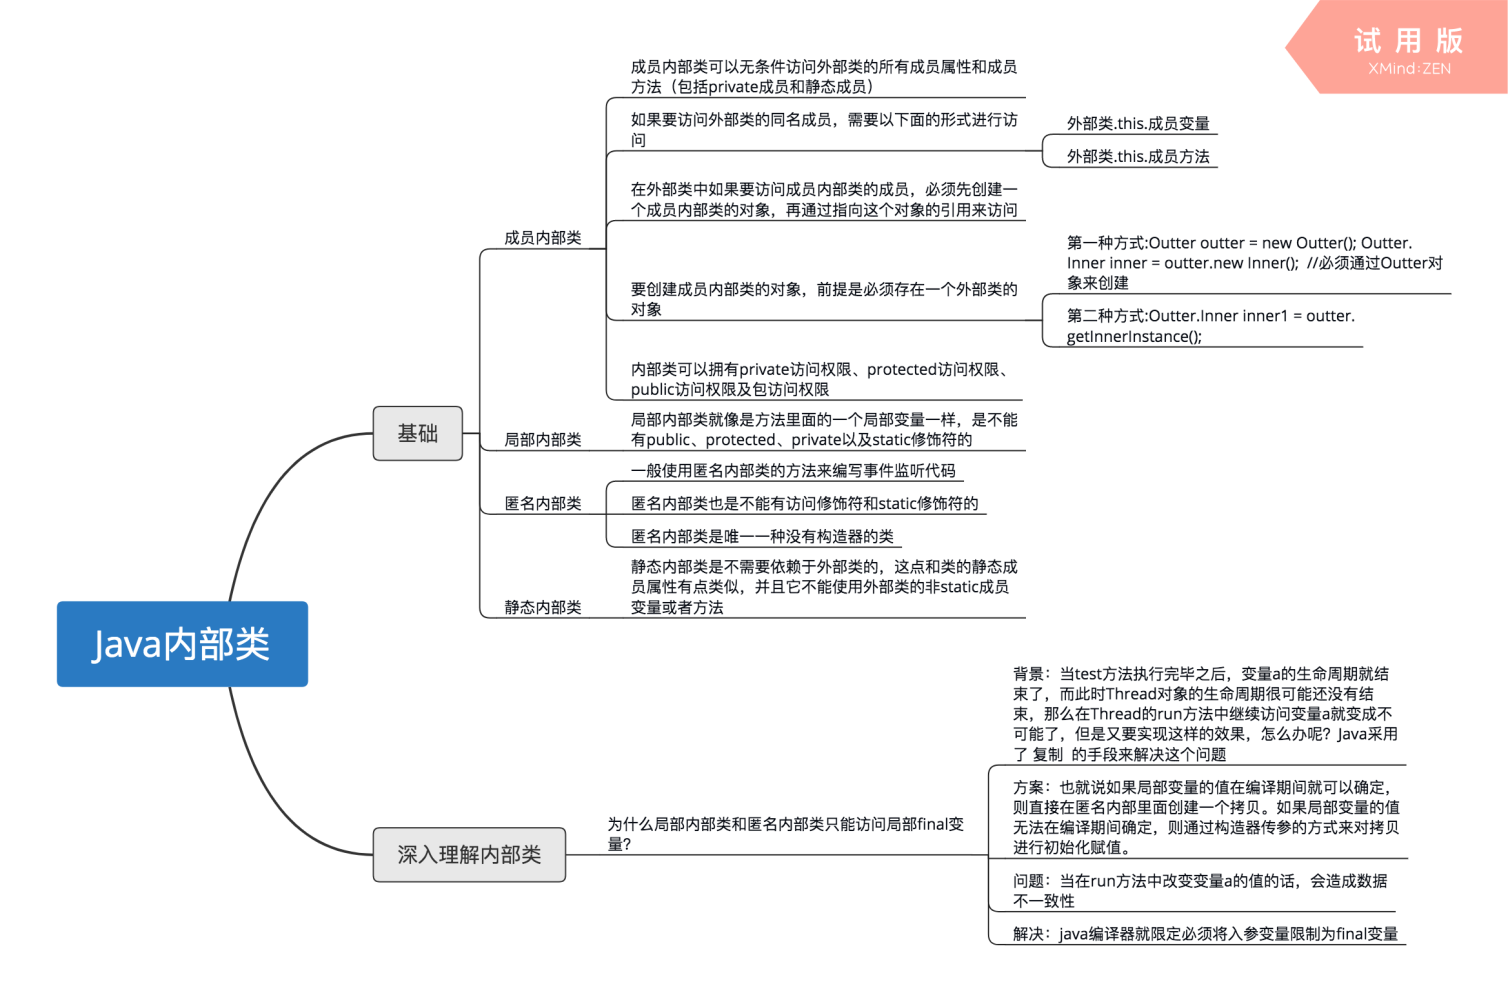 试用版
XMind:ZEN
Java内部类
基础
成员内部类
成员内部类可以无条件访问外部类的所有成员属性和成员
方法（包括private成员和静态成员）
如果要访问外部类的同名成员，需要以下面的形式进行访
问
外部类.this.成员变量
外部类.this.成员方法
在外部类中如果要访问成员内部类的成员，必须先创建一
个成员内部类的对象，再通过指向这个对象的引用来访问
要创建成员内部类的对象，前提是必须存在一个外部类的
对象
第一种方式:Outter outter = new Outter(); Outter.
Inner inner = outter.new Inner();  //必须通过Outter对
象来创建
第二种方式:Outter.Inner inner1 = outter.
getInnerInstance();
内部类可以拥有private访问权限、protected访问权限、
public访问权限及包访问权限
局部内部类
局部内部类就像是方法里面的一个局部变量一样，是不能
有public、protected、private以及static修饰符的
匿名内部类
一般使用匿名内部类的方法来编写事件监听代码
匿名内部类也是不能有访问修饰符和static修饰符的
匿名内部类是唯一一种没有构造器的类
静态内部类
静态内部类是不需要依赖于外部类的，这点和类的静态成
员属性有点类似，并且它不能使用外部类的非static成员
变量或者方法
深入理解内部类
为什么局部内部类和匿名内部类只能访问局部final变
量？
背景：当test方法执行完毕之后，变量a的生命周期就结
束了，而此时Thread对象的生命周期很可能还没有结
束，那么在Thread的run方法中继续访问变量a就变成不
可能了，但是又要实现这样的效果，怎么办呢？Java采用
了 复制  的手段来解决这个问题
方案：也就说如果局部变量的值在编译期间就可以确定，
则直接在匿名内部里面创建一个拷贝。如果局部变量的值
无法在编译期间确定，则通过构造器传参的方式来对拷贝
进行初始化赋值。
问题：当在run方法中改变变量a的值的话，会造成数据
不一致性
解决：java编译器就限定必须将入参变量限制为final变量